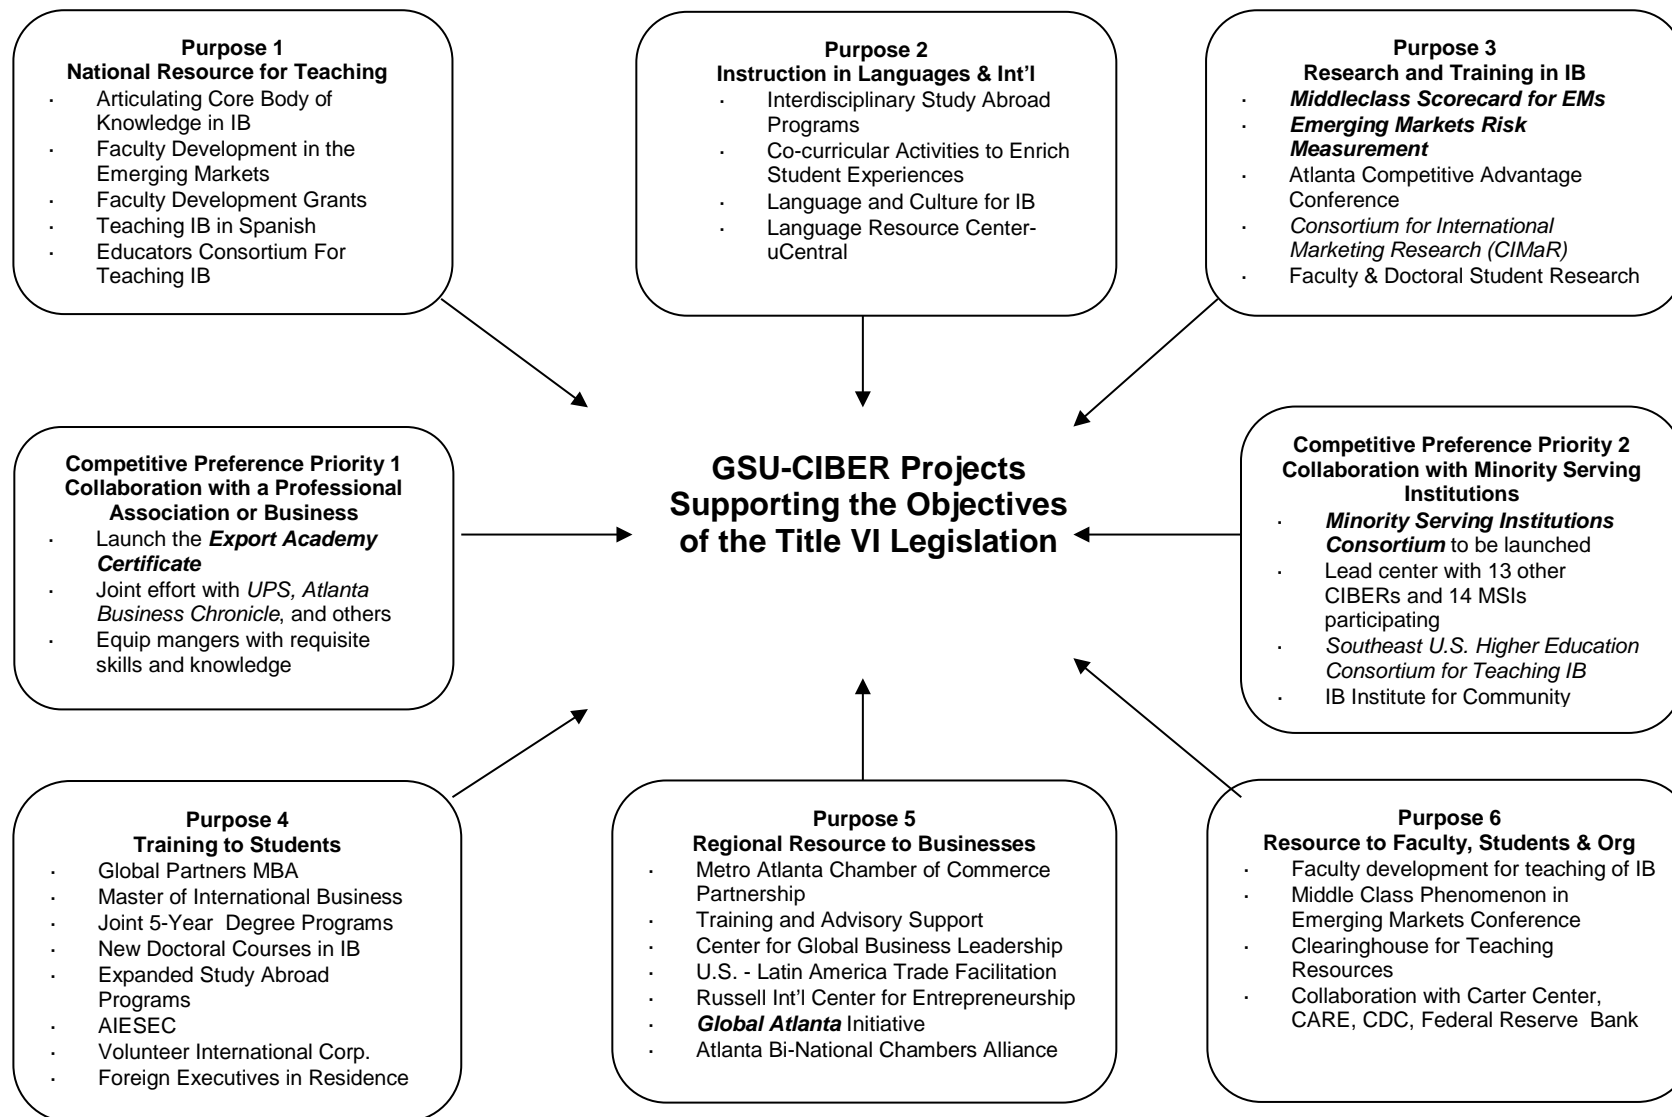 Purpose 1
National Resource for Teaching
· Articulating Core Body of
Knowledge in IB
· Faculty Development in the
Emerging Markets
· Faculty Development Grants
· Teaching IB in Spanish
· Educators Consortium For
Teaching IB
Purpose 2
Instruction in Languages & Int'l
· Interdisciplinary Study Abroad
Programs
· Co-curricular Activities to Enrich
Student Experiences
· Language and Culture for IB
· Language Resource Center-
uCentral
Purpose 3
Research and Training in IB
· Middleclass Scorecard for EMs
· Emerging Markets Risk
Measurement
· Atlanta Competitive Advantage
Conference
· Consortium for International
Marketing Research (CIMaR)
· Faculty & Doctoral Student Research
Competitive Preference Priority 1
Collaboration with a Professional
Association or Business
· Launch the Export Academy
Certificate
· Joint effort with UPS, Atlanta
Business Chronicle, and others
· Equip mangers with requisite
skills and knowledge
GSU-CIBER Projects
Supporting the Objectives
of the Title VI Legislation
Competitive Preference Priority 2
Collaboration with Minority Serving
Institutions
· Minority Serving Institutions
Consortium to be launched
· Lead center with 13 other
CIBERs and 14 MSIs
participating
· Southeast U.S. Higher Education
Consortium for Teaching IB
· IB Institute for Community
Purpose 4
Training to Students
· Global Partners MBA
· Master of International Business
· Joint 5-Year Degree Programs
· New Doctoral Courses in IB
· Expanded Study Abroad
Programs
· AIESEC
· Volunteer International Corp.
· Foreign Executives in Residence
Purpose 5
Regional Resource to Businesses
· Metro Atlanta Chamber of Commerce
Partnership
· Training and Advisory Support
· Center for Global Business Leadership
· U.S. - Latin America Trade Facilitation
· Russell Int'l Center for Entrepreneurship
· Global Atlanta Initiative
· Atlanta Bi-National Chambers Alliance
Purpose 6
Resource to Faculty, Students & Org
· Faculty development for teaching of IB
· Middle Class Phenomenon in
Emerging Markets Conference
· Clearinghouse for Teaching
Resources
· Collaboration with Carter Center,
CARE, CDC, Federal Reserve Bank